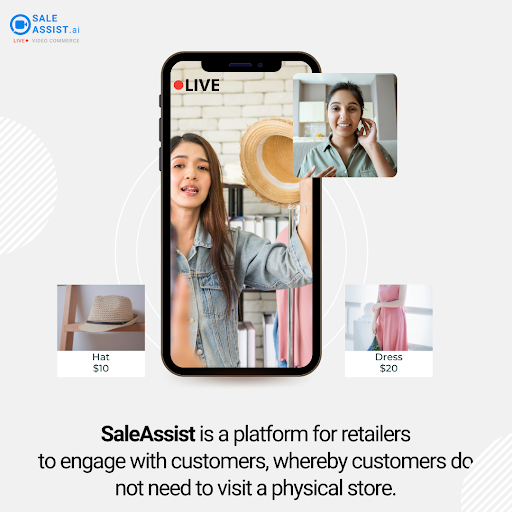 SALE
ASSIST.ai
LIVE VIDEO COMMERCE
LIVE
Hat
$10
Dress
$20
SaleAssist is a platform for retailers
to engage with customers, whereby customers do
not need to visit a physical store.